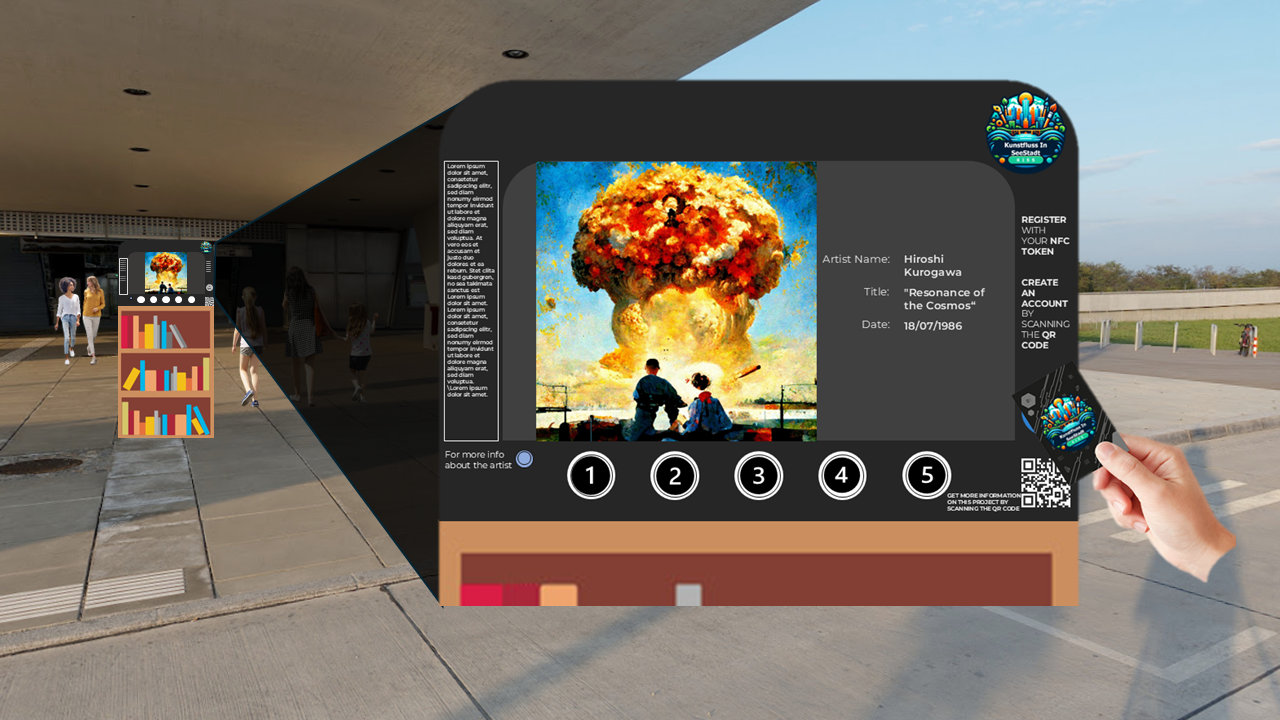 Kunstfluss In
SeeStadt
KISS
Lorem ipsum
dolor sit amet,
consetetur
sadipscing elitr,
sed diam
nonumy eirmod
tempor invidunt
ut labore et
dolore magna
aliquyam erat,
sed diam
voluptua. At
vero eos et
accusam et
justo duo
dolores et ea
rebum. Stet clita
kasd gubergren,
no sea takimata
sanctus est
Lorem ipsum
dolor sit amet.
Lorem ipsum
dolor sit amet,
consetetur
sadipscing elitr,
sed diam
nonumy eirmod
tempor invidunt
ut labore et
dolore magna
aliquyam erat,
sed diam
voluptua.
\Lorem ipsum
dolor sit amet.
Artist Name: Hiroshi
Kurogawa
Title: "Resonance of
the Cosmos“
Date: 18/07/1986
REGISTER
WITH
YOUR NFC
TOKEN
CREATE
AN
ACCOUNT
BY
SCANNING
THE QR
CODE
Kunstfluss In
SeeStadt
For more info
about the artist
1 2 3 4 5
GET MORE INFORMATION
ON THIS PROJECT BY
SCANNING THE QR CODE